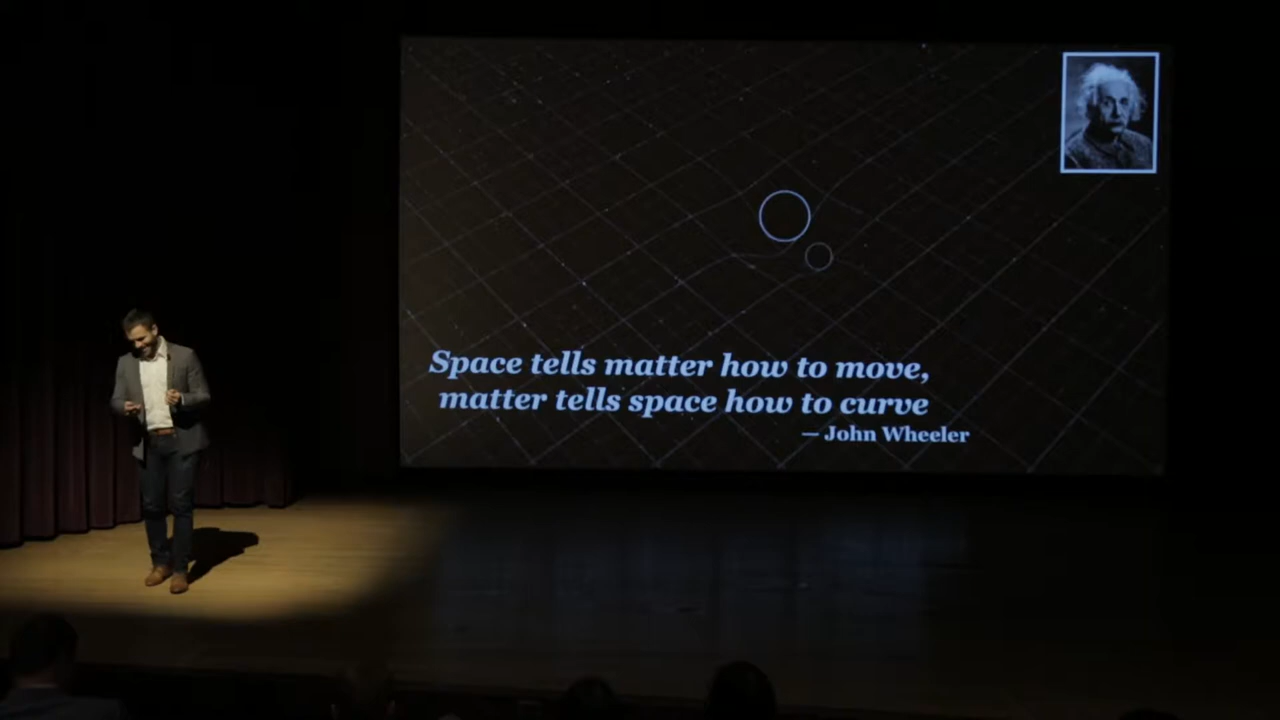 Space tells matter how to move,
matter tells space how to curve
— John Wheeler